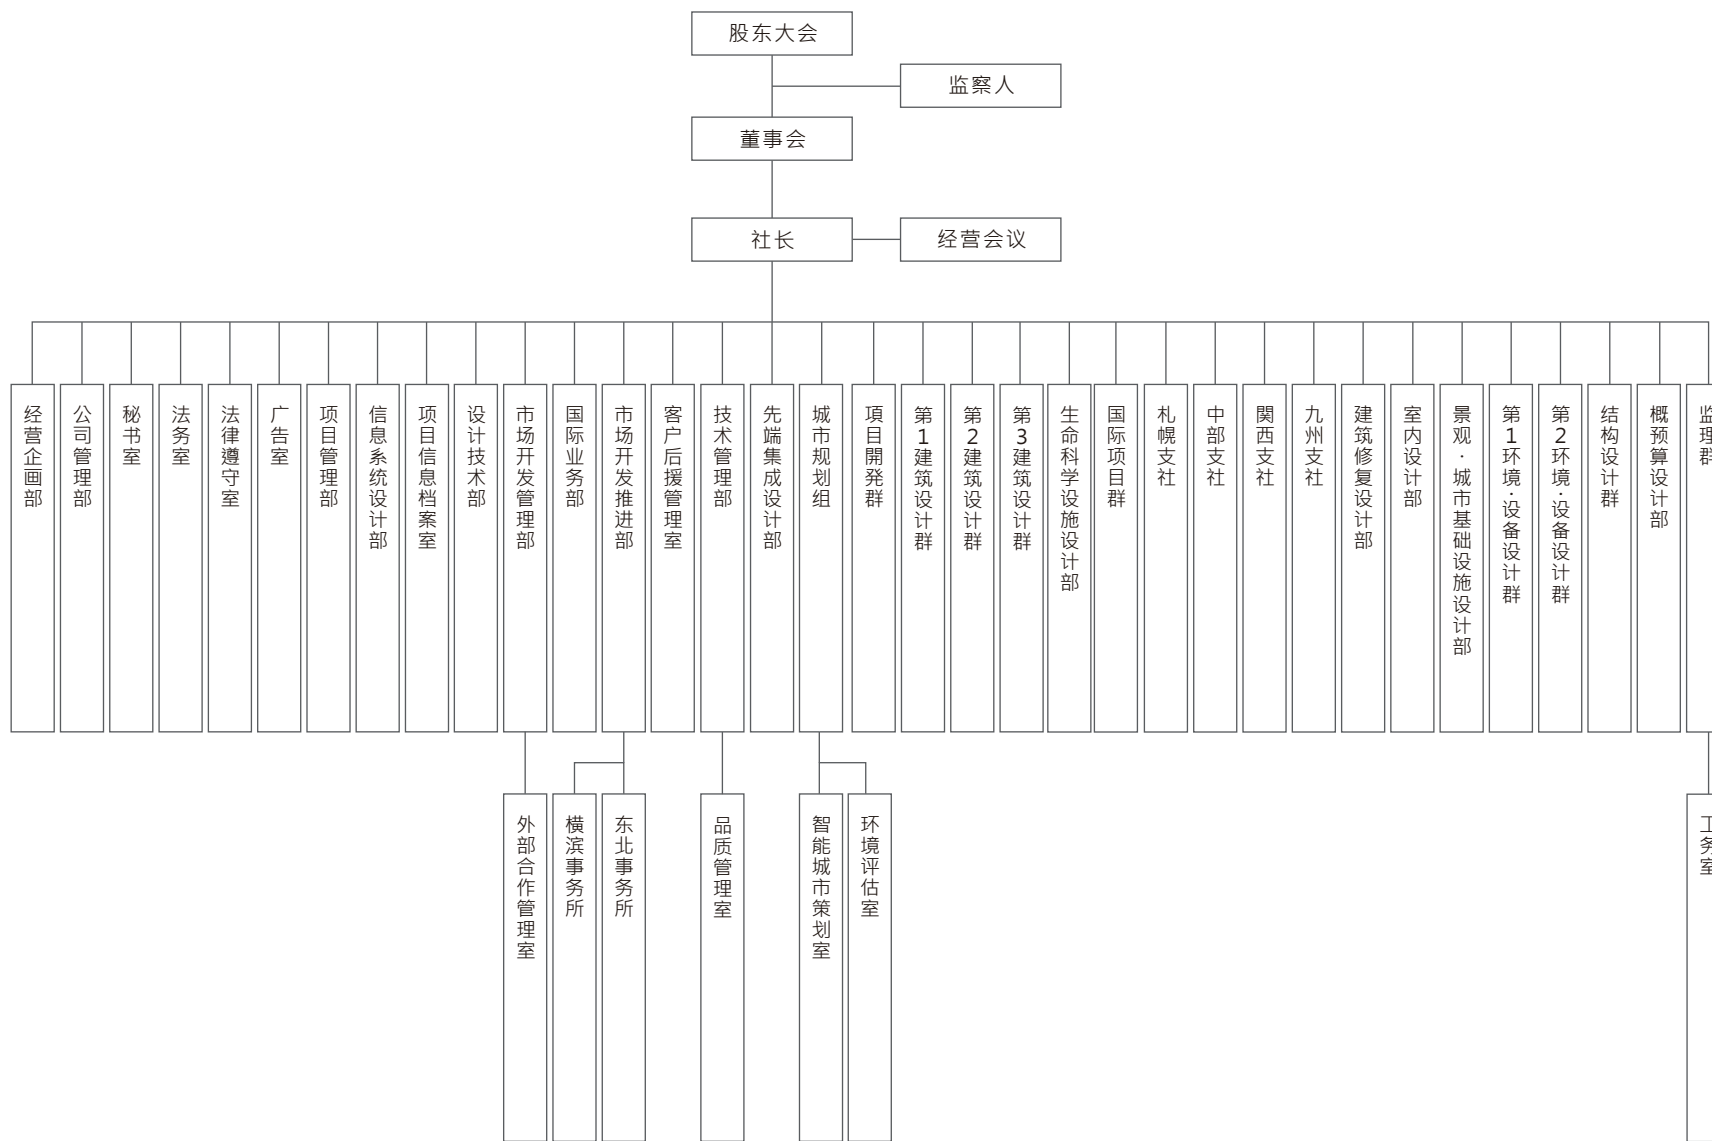 股东大会
监察人
董事会
社长
经营会议
经营企画部
公司管理部
秘书室
法务室
法律遵守室
广告室
项目管理部
信息系统设计部
项目信息档案室
设计技术部
市场开发管理部
国际业务部
市场开发推进部
客户后援管理室
技术管理部
先端集成设计部
城市规划组
項目開発群
第1建筑设计群
第2建筑设计群
第3建筑设计群
生命科学设施设计部
国际项目群
札幌支社
中部支社
関西支社
九州支社
建筑修复设计部
室内设计部
景观·城市基础设施设计部
第1环境·设备设计群
第2环境·设备设计群
结构设计群
概预算设计部
监理群
外部合作管理室
横滨事务所
东北事务所
品质管理室
智能城市策划室
环境评估室
工务室